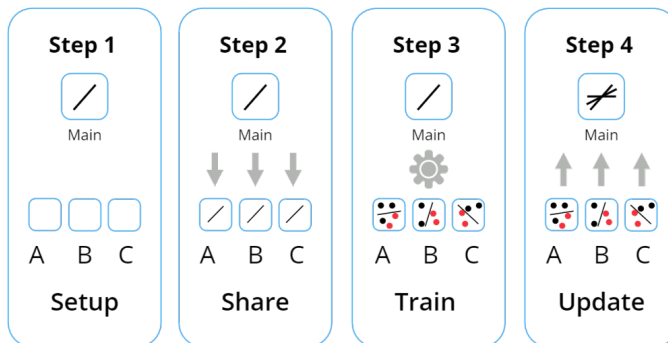 Step 1
Main
A B C
Setup
Step 2
Main
A B C
Share
Step 3
Main
A B C
Train
Step 4
Main
A B C
Update